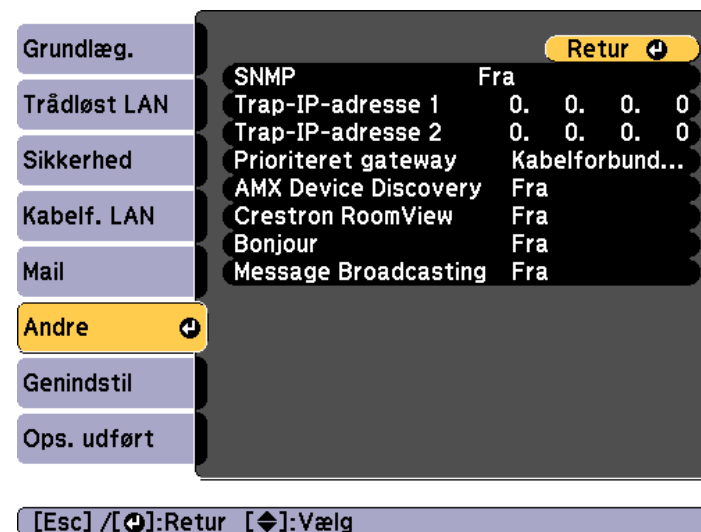 Grundlæg.
Trådløst LAN
Sikkerhed
Kabelf. LAN
Mail
Andre
Genindstil
Ops. udført
Retur
SNMP Fra
Trap-IP-adresse 1 0. 0. 0. 0
Trap-IP-adresse 2 0. 0. 0. 0
Prioriteret gateway Kabelforbund...
AMX Device Discovery Fra
Crestron RoomView Fra
Bonjour Fra
Message Broadcasting Fra
[Esc] /[⏎]:Retur [◆]:Vælg